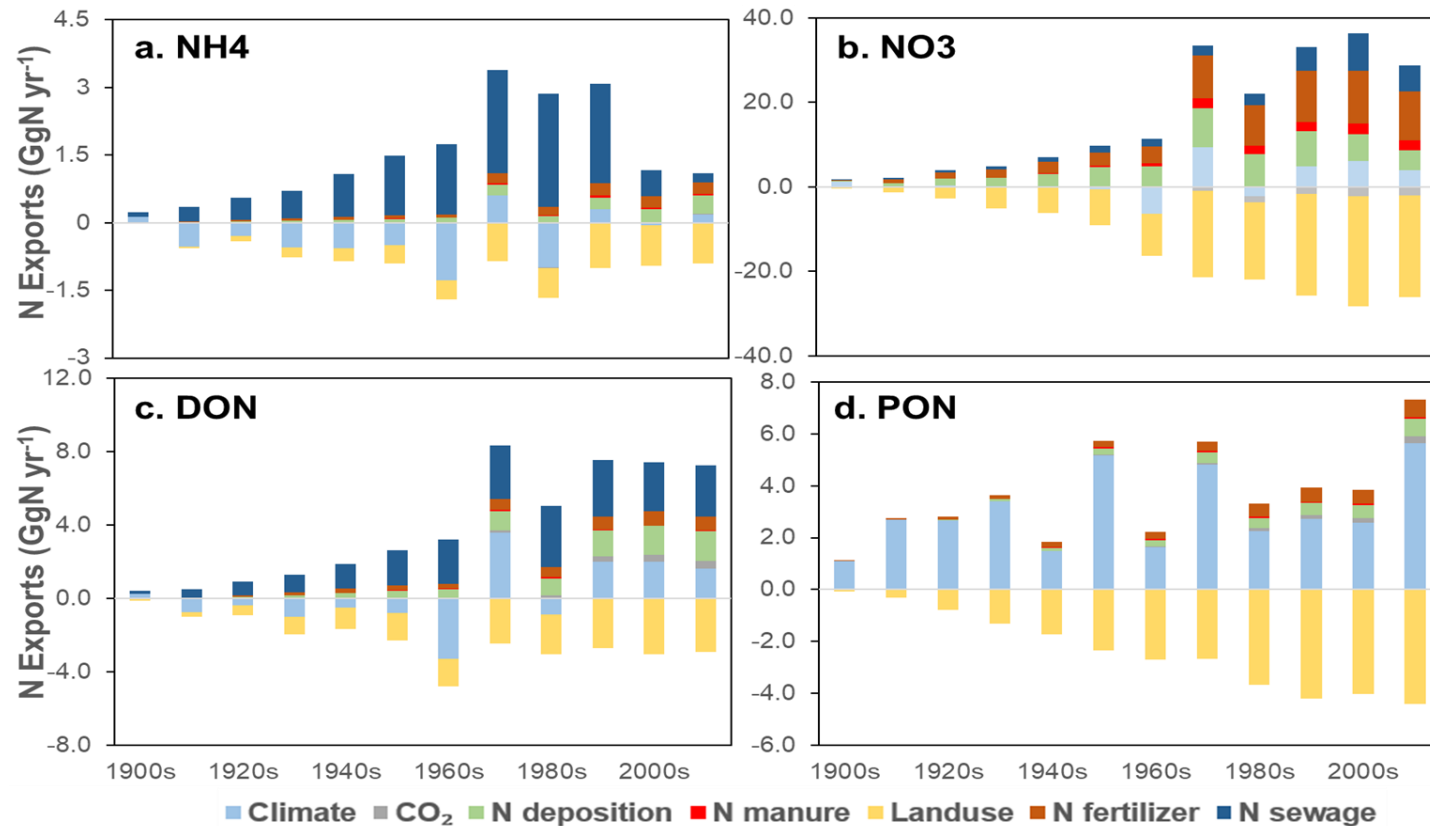 a. NH4
4.5
3
1.5
0
-1.5
-3
N Exports (GgN yr⁻¹)
b. NO3
40.0
20.0
0.0
-20.0
-40.0
c. DON
12.0
8.0
4.0
0.0
-4.0
-8.0
N Exports (GgN yr⁻¹)
1900s 1920s 1940s 1960s 1980s 2000s
d. PON
8.0
6.0
4.0
2.0
0.0
-2.0
-4.0
-6.0
1900s 1920s 1940s 1960s 1980s 2000s
Climate CO₂ N deposition N manure Landuse N fertilizer N sewage